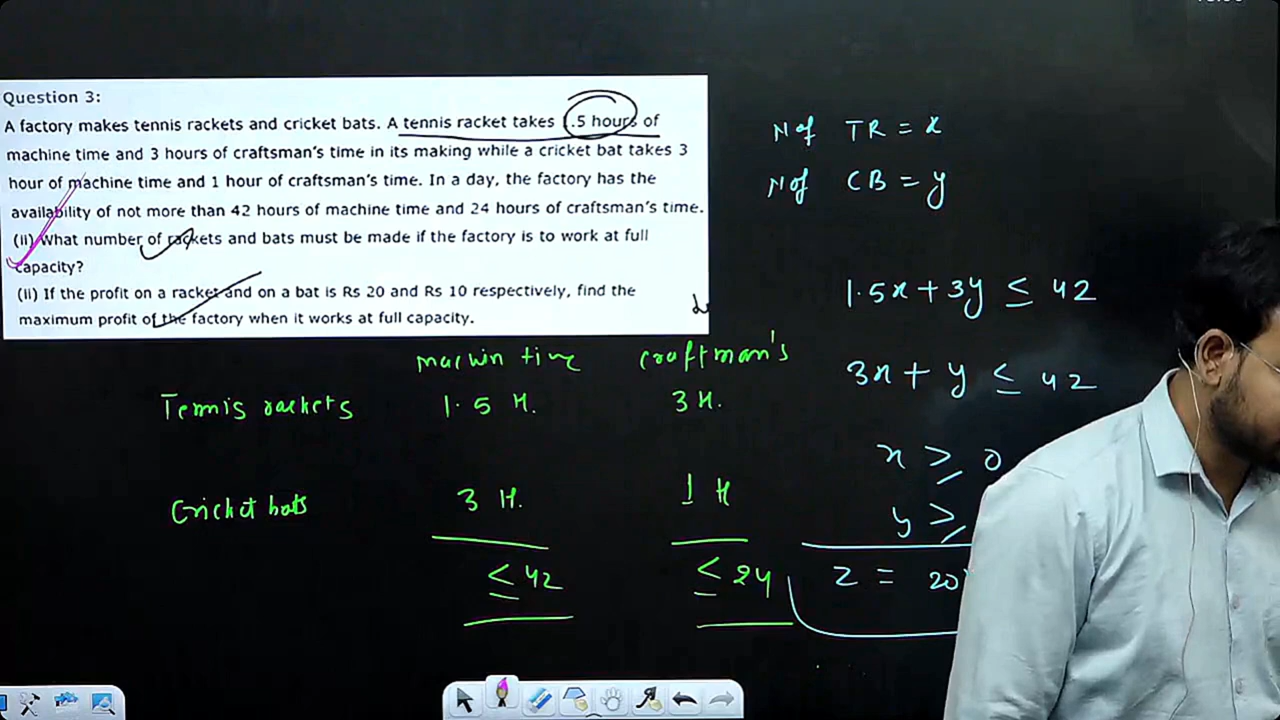 Question 3:
A factory makes tennis rackets and cricket bats. A tennis racket takes .5 hours of
machine time and 3 hours of craftsman's time in its making while a cricket bat takes 3
hour of machine time and 1 hour of craftsman's time. In a day, the factory has the
availability of not more than 42 hours of machine time and 24 hours of craftsman's time.
(ii) What number of rackets and bats must be made if the factory is to work at full
capacity?
(ii) If the profit on a racket and on a bat is Rs 20 and Rs 10 respectively, find the
maximum profit of the factory when it works at full capacity.
N of TR = x
N of CB = y
1.5x + 3y ≤ 42
3x + y ≤ 42
x ≥ 0
y ≥
Z = 20
craftman's
Tennis rackets 1.5 H. 3 H.
Cricket bats 3 H. 1 H
≤ 42 ≤ 24